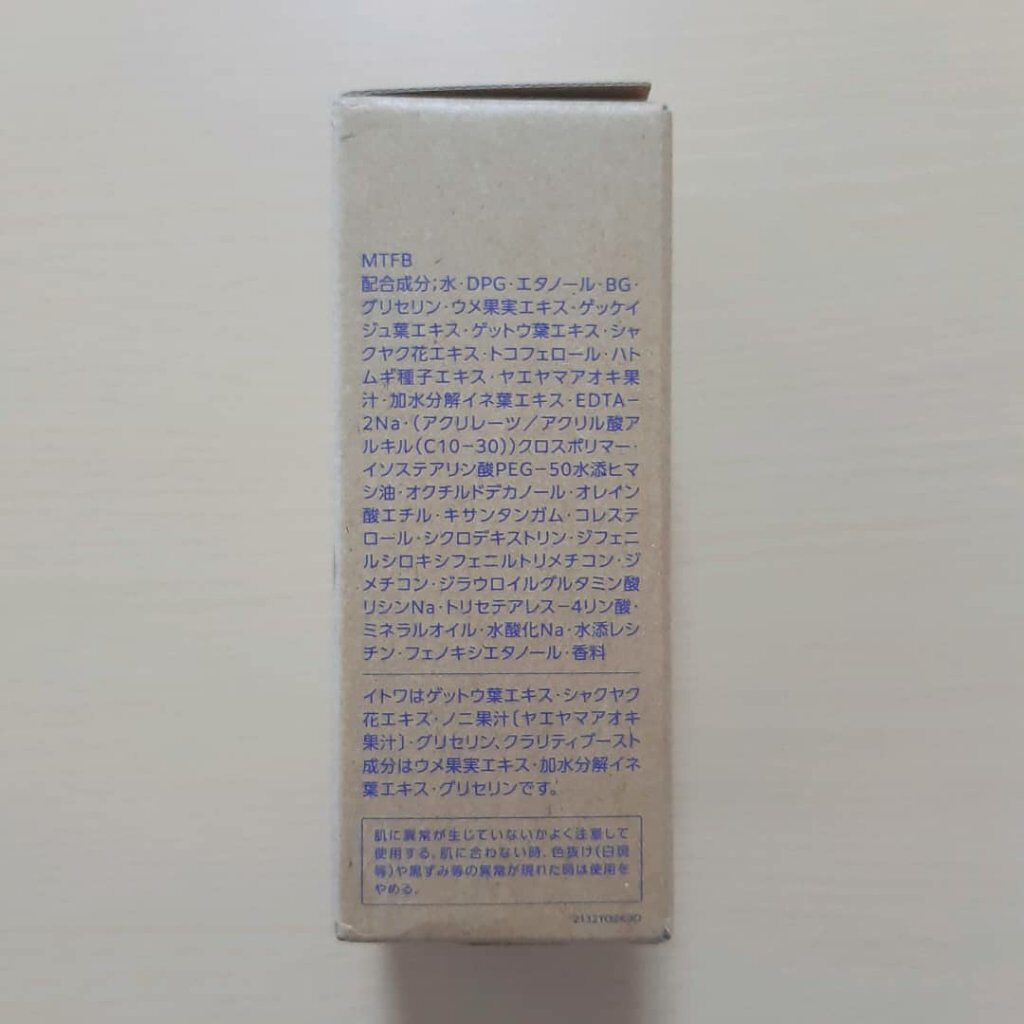 MTFB
配合成分;水・DPG・エタノール・BG・
グリセリン・ウメ果実エキス・ゲッケイ
ジュ葉エキス・ゲットウ葉エキス・シャ
クヤク花エキス・トコフェロール・ハト
ムギ種子エキス・ヤエヤマアオキ果
汁・加水分解イネ葉エキス・EDTA−
2Na・(アクリレーツ/アクリル酸ア
ルキル(C10−30))クロスポリマー・
イソステアリン酸PEG−50水添ヒマ
シ油・オクチルドデカノール・オレイン
酸エチル・キサンタンガム・コレステ
ロール・シクロデキストリン・ジフェニ
ルシロキシフェニルトリメチコン・ジ
メチコン・ジラウロイルグルタミン酸
リシンNa・トリセテアレス−4リン酸・
ミネラルオイル・水酸化Na・水添レシ
チン・フェノキシエタノール・香料
イトワはゲットウ葉エキス・シャクヤク
花エキス・ノニ果汁〔ヤエヤマアオキ
果汁〕・グリセリン、クラリティブースト
成分はウメ果実エキス・加水分解イネ
葉エキス・グリセリンです。
肌に異常が生じていないかよく注意して
使用する。肌に合わない時、色抜け(白斑
等)や黒ずみ等の異常が現れた時は使用を
やめる。